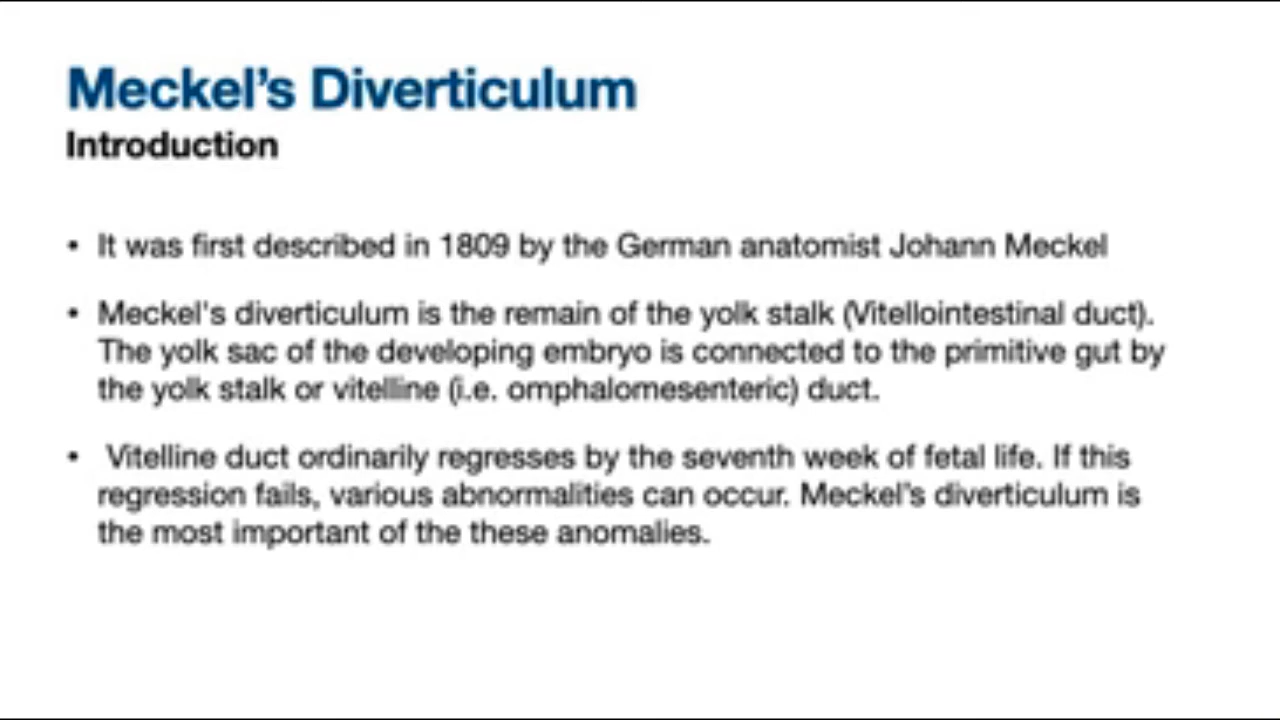 Meckel's Diverticulum
Introduction
• It was first described in 1809 by the German anatomist Johann Meckel
• Meckel's diverticulum is the remain of the yolk stalk (Vitellointestinal duct).
The yolk sac of the developing embryo is connected to the primitive gut by
the yolk stalk or vitelline (i.e. omphalomesenteric) duct.
• Vitelline duct ordinarily regresses by the seventh week of fetal life. If this
regression fails, various abnormalities can occur. Meckel's diverticulum is
the most important of the these anomalies.